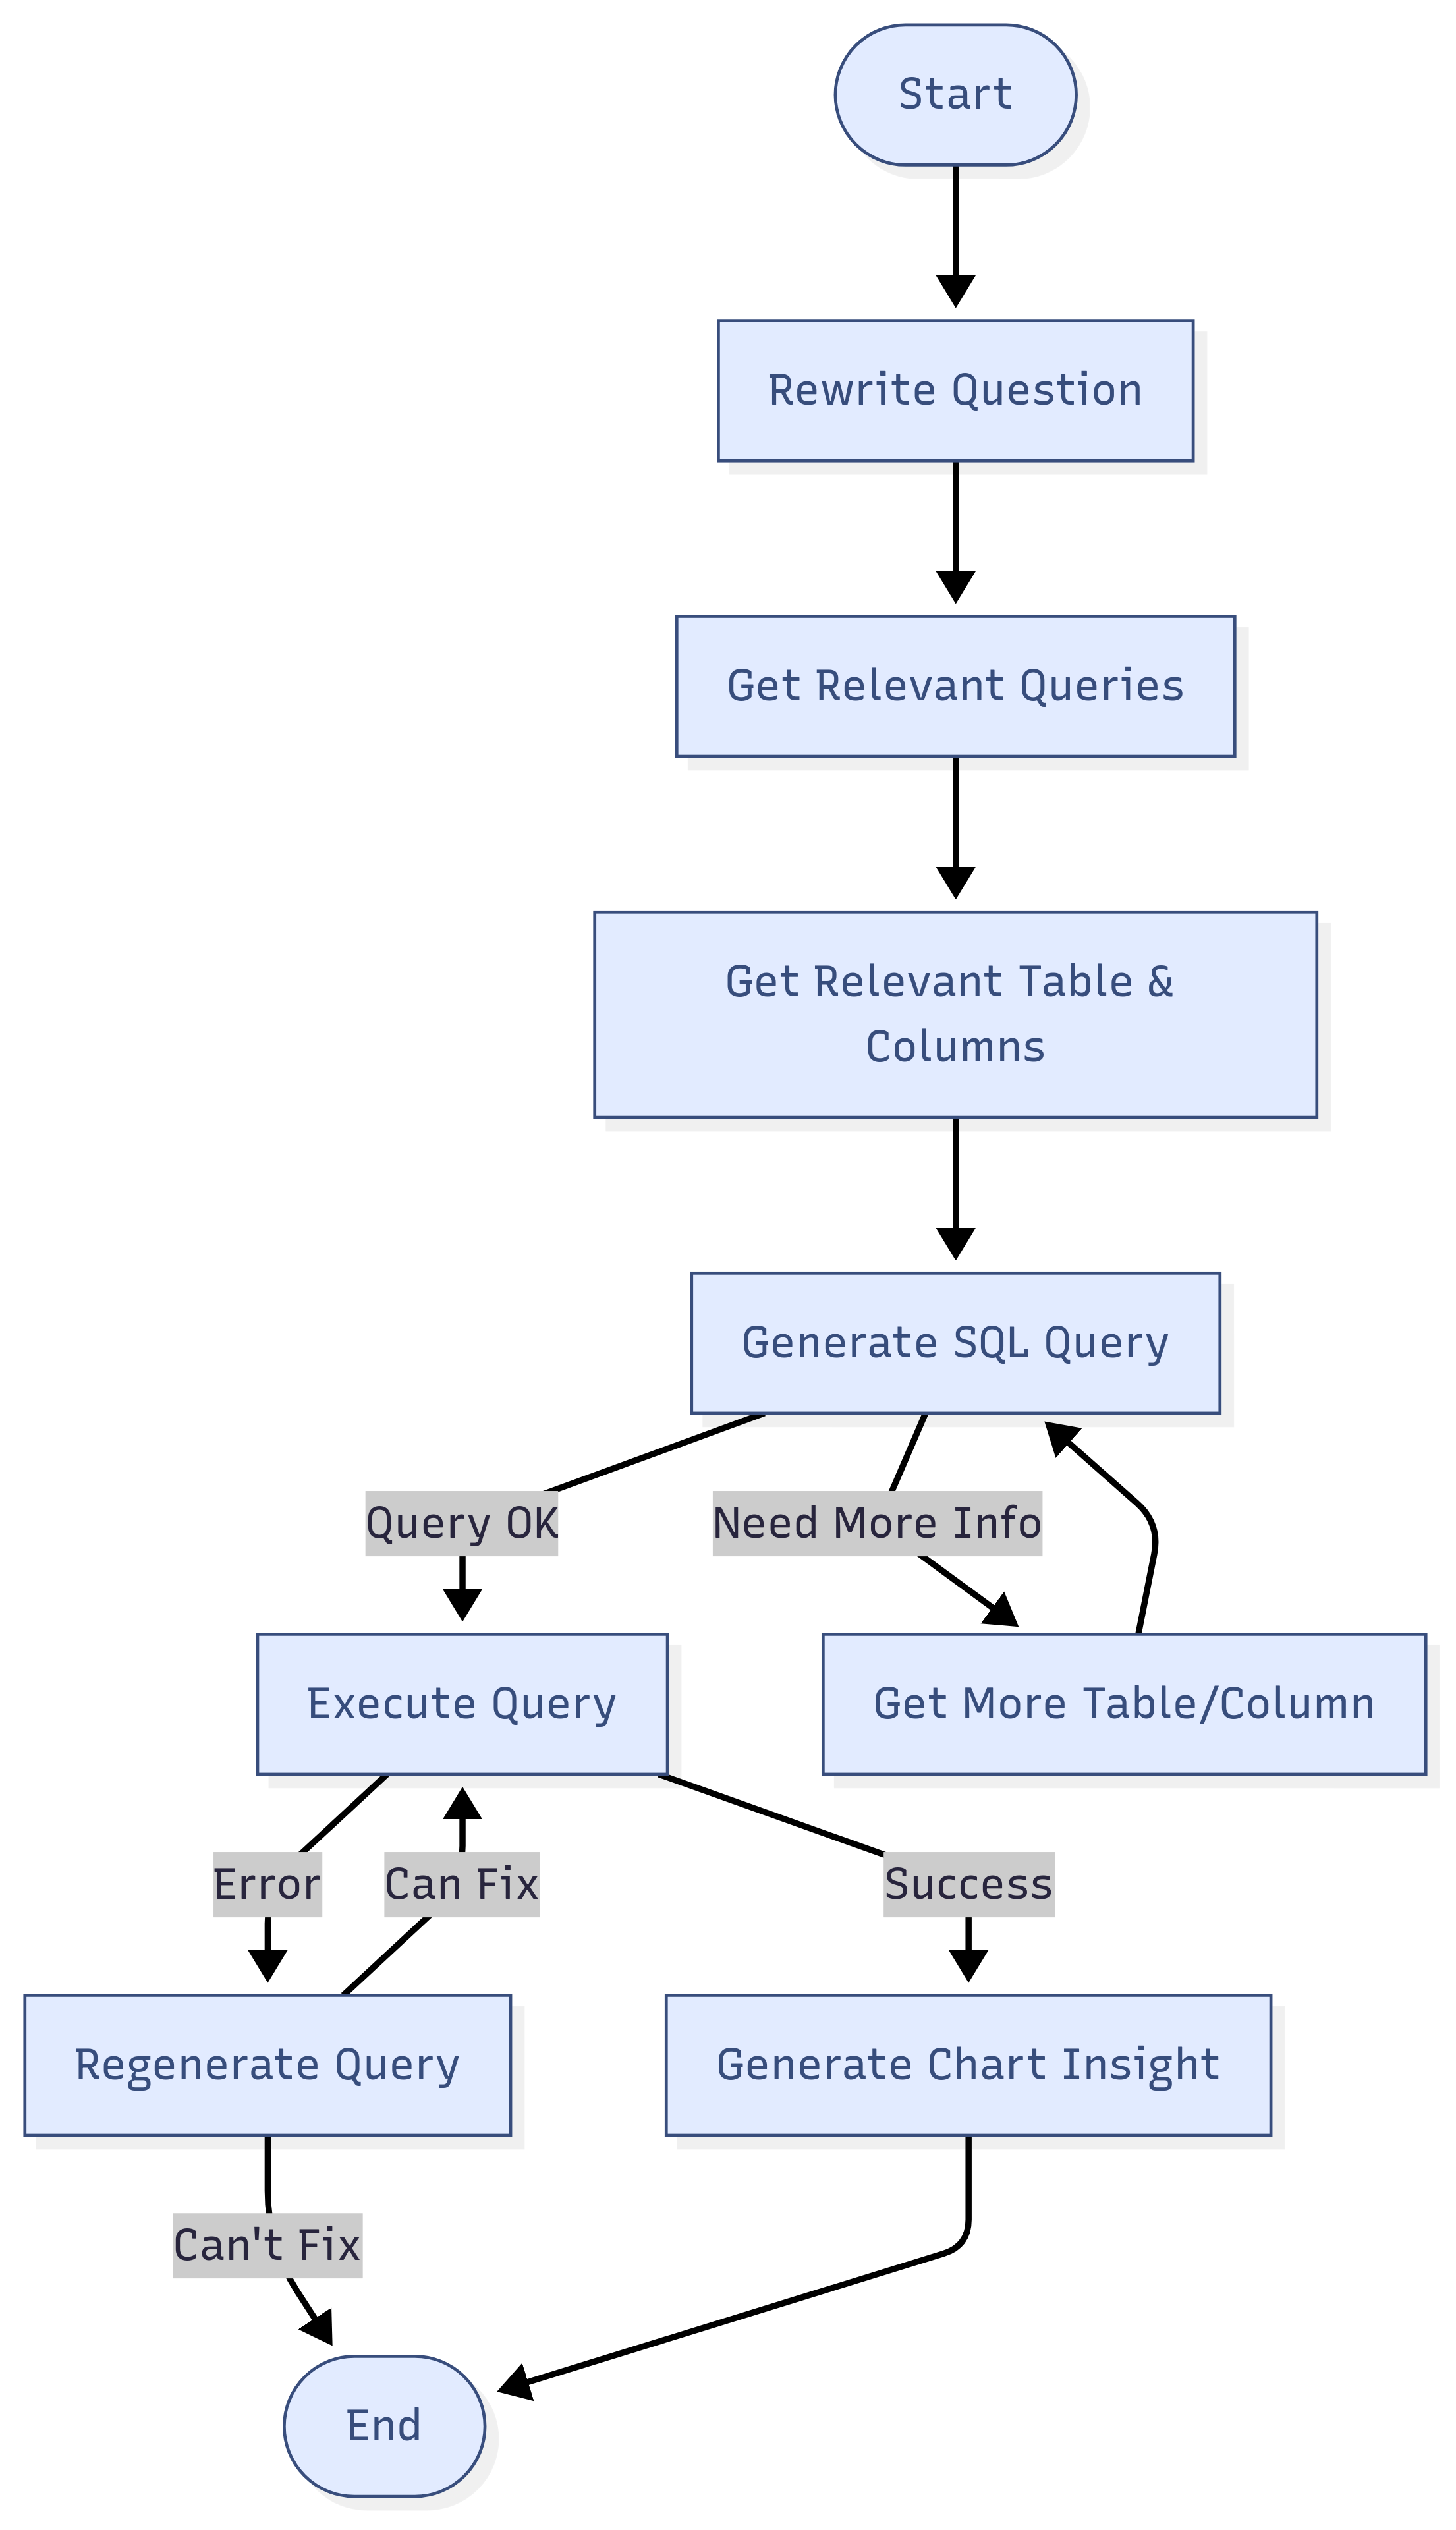 Start
Rewrite Question
Get Relevant Queries
Get Relevant Table &
Columns
Generate SQL Query
Query OK
Need More Info
Execute Query
Get More Table/Column
Error
Can Fix
Success
Regenerate Query
Generate Chart Insight
Can't Fix
End